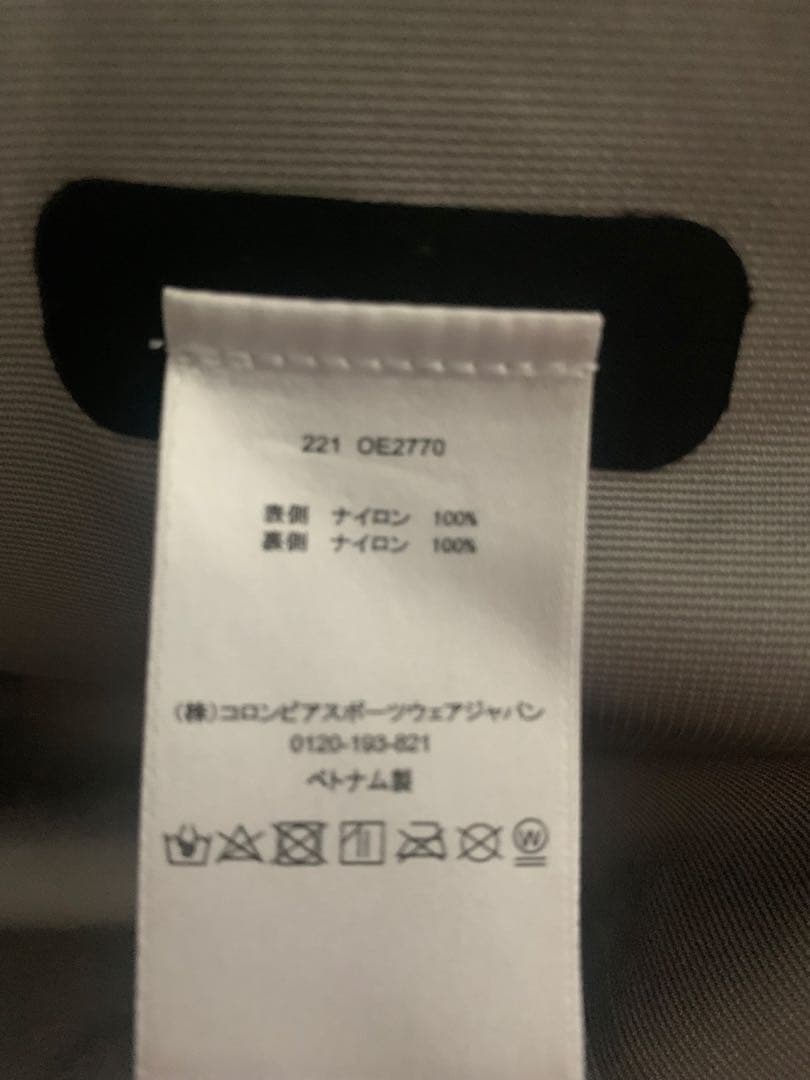 221 OE2770
表側 ナイロン 100%
裏側 ナイロン 100%
(株)コロンビアスポーツウェアジャパン
0120-193-821
ベトナム製
W